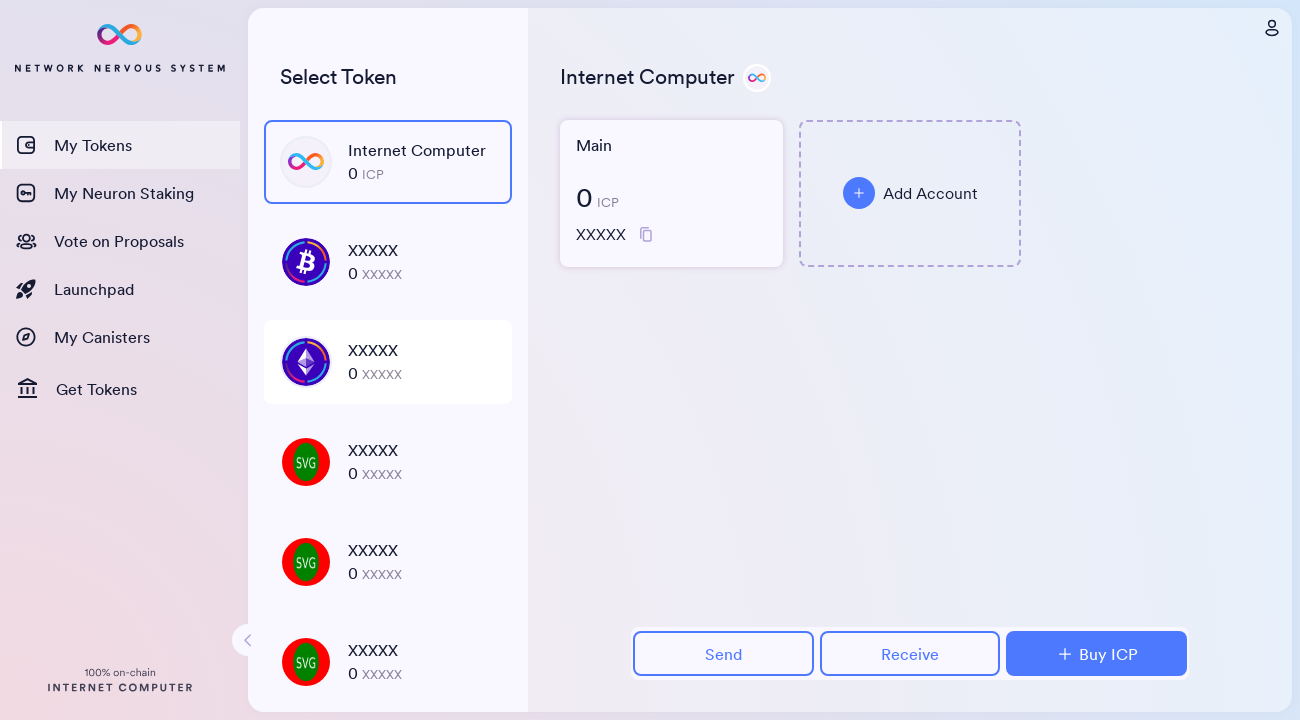 NETWORK NERVOUS SYSTEM
My Tokens
My Neuron Staking
Vote on Proposals
Launchpad
My Canisters
Get Tokens
100% on-chain
INTERNET COMPUTER
Select Token
Internet Computer
0 ICP
XXXXX
0 XXXXX
XXXXX
0 XXXXX
SVG
XXXXX
0 XXXXX
SVG
XXXXX
0 XXXXX
SVG
XXXXX
0 XXXXX
Internet Computer
Main
0 ICP
XXXXX
Add Account
Send
Receive
Buy ICP